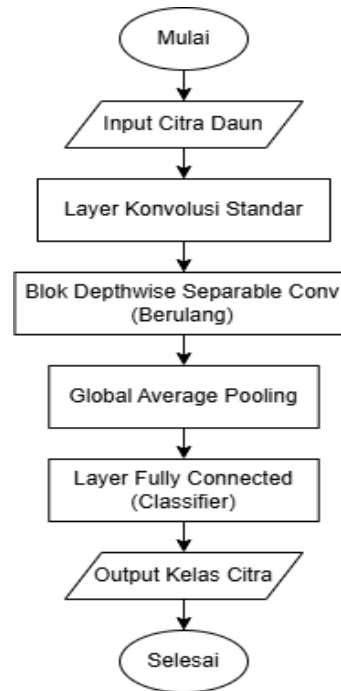 Mulai
Input Citra Daun
Layer Konvolusi Standar
Blok Depthwise Separable Conv
(Berulang)
Global Average Pooling
Layer Fully Connected
(Classifier)
Output Kelas Citra
Selesai